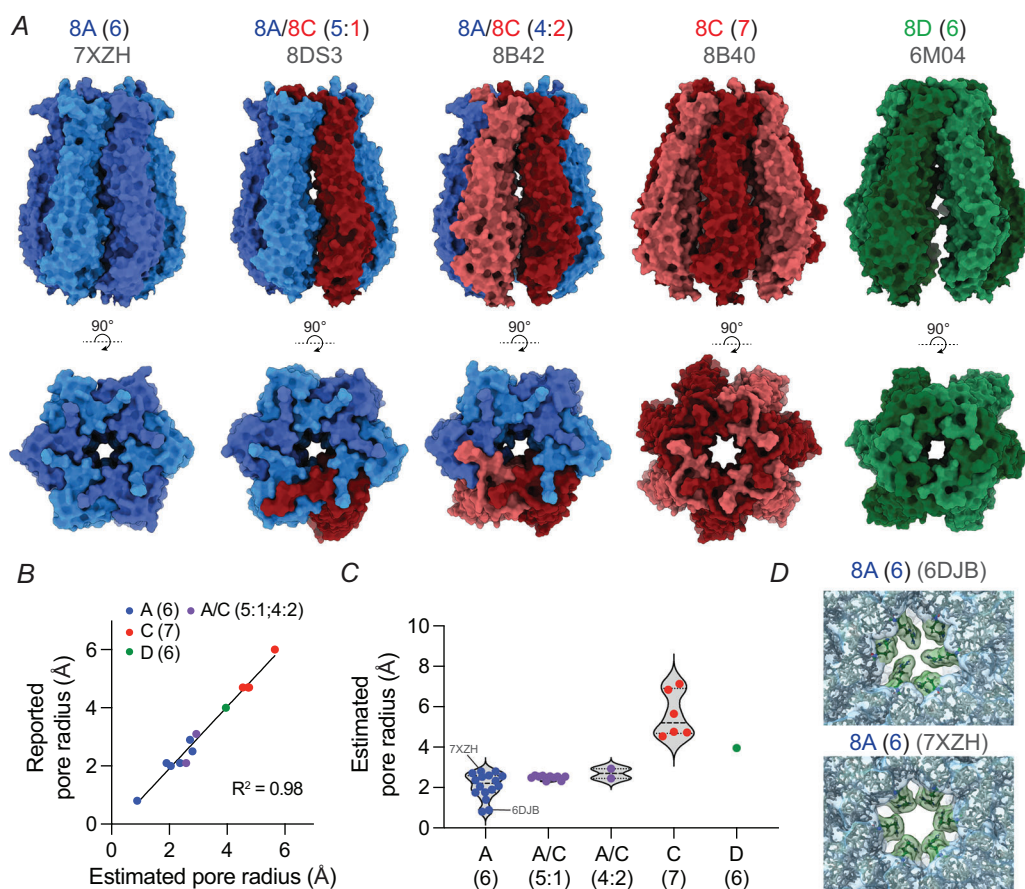 A
8A (6)
7XZH
8A/8C (5:1)
8DS3
8A/8C (4:2)
8B42
8C (7)
8B40
8D (6)
6M04
90°
90°
90°
90°
90°
B
A (6)
A/C (5:1;4:2)
C (7)
D (6)
Reported
pore radius (Å)
6
4
2
0
R² = 0.98
0
2
4
6
Estimated pore radius (Å)
C
Estimated
pore radius (Å)
10
8
6
4
2
0
7XZH
6DJB
A
(6)
A/C
(5:1)
A/C
(4:2)
C
(7)
D
(6)
D
8A (6) (6DJB)
8A (6) (7XZH)